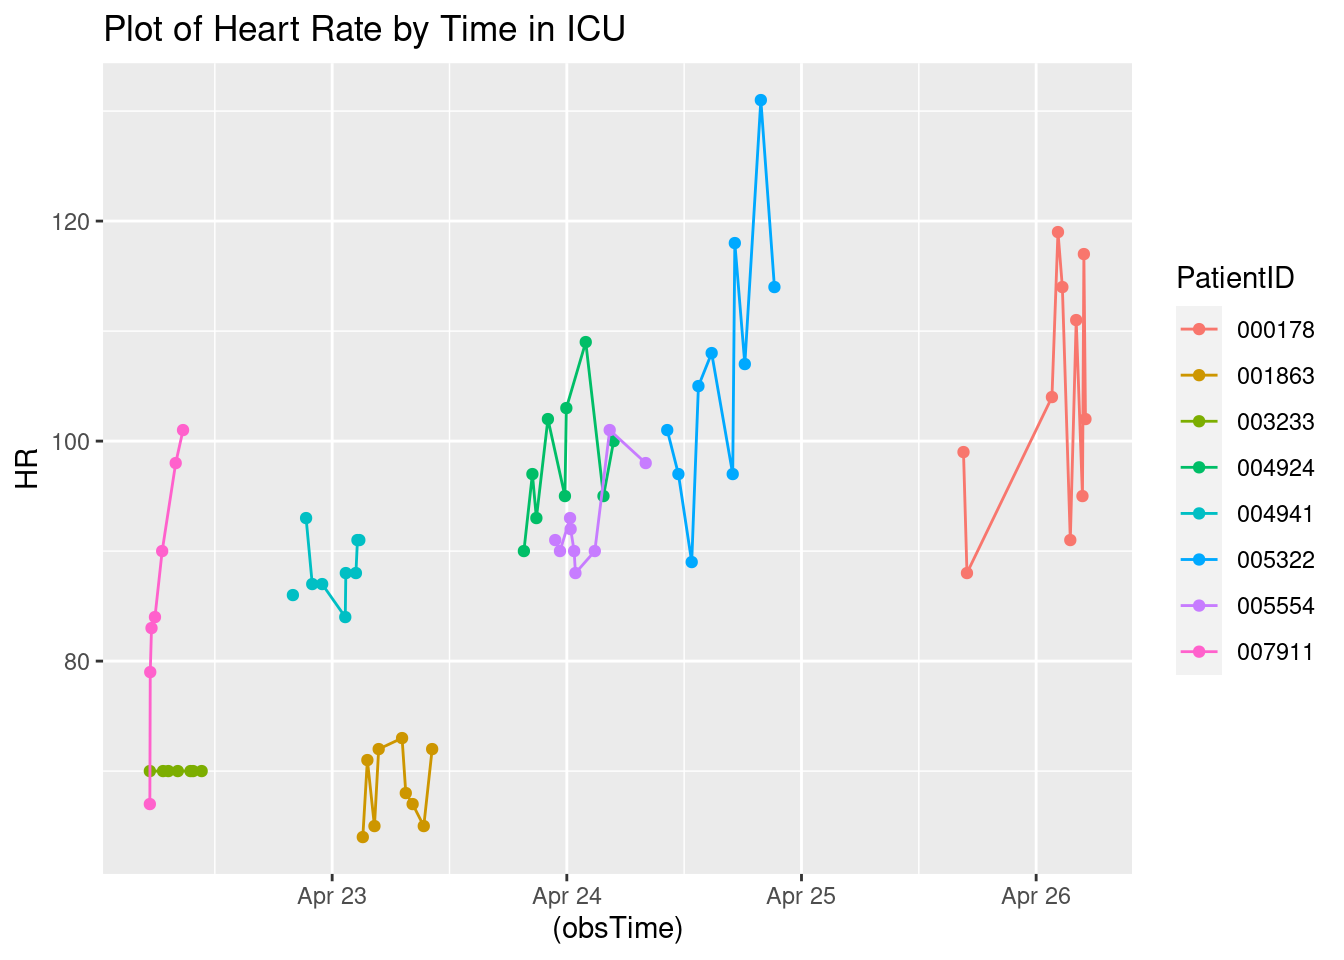 Plot of Heart Rate by Time in ICU
HR
120
100
80
Apr 23
Apr 24
Apr 25
Apr 26
(obsTime)
PatientID
000178
001863
003233
004924
004941
005322
005554
007911